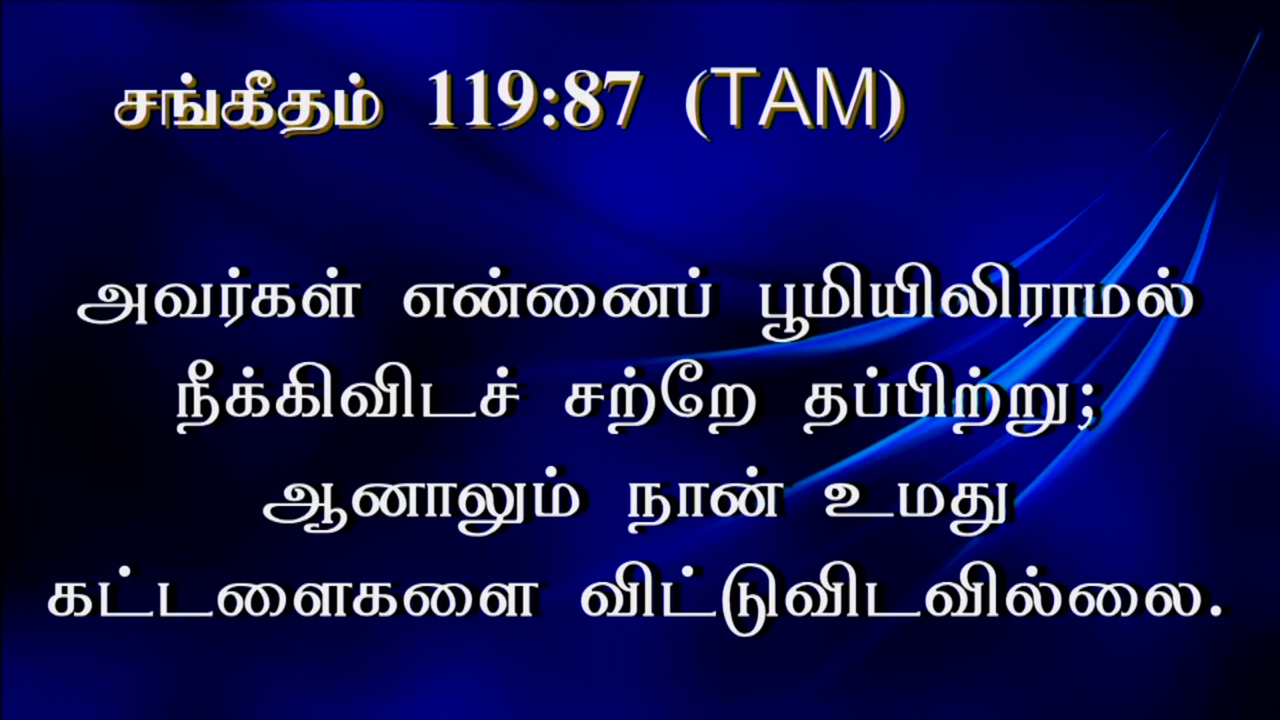 சங்கீதம் 119:87 (TAM)
அவர்கள் என்னைப் பூமியிலிராமல்
நீக்கிவிடச் சற்றே தப்பிற்று;
ஆனாலும் நான் உமது
கட்டளைகளை விட்டுவிடவில்லை.